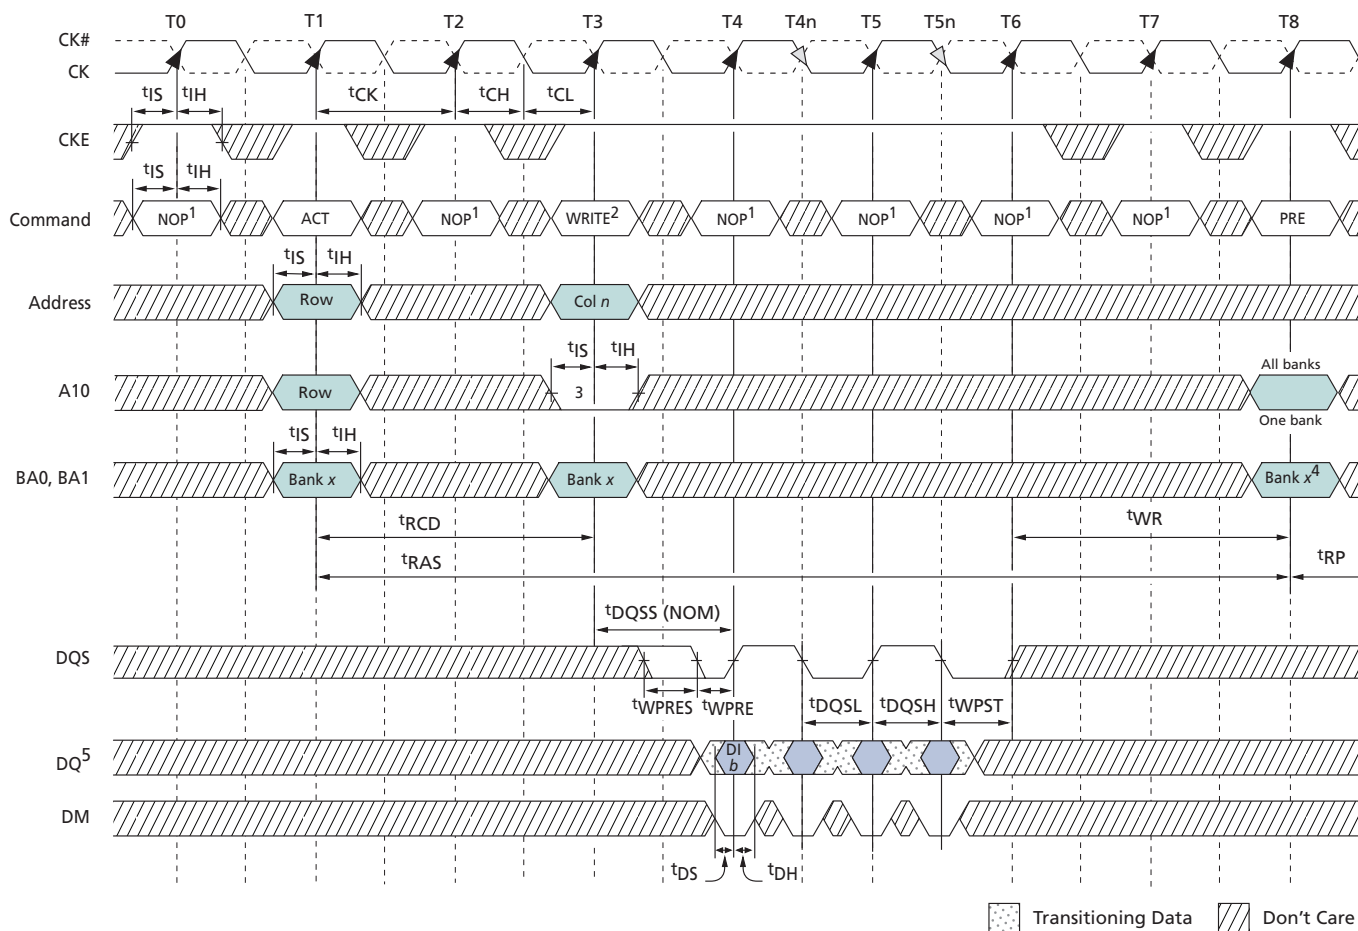 T0 T1 T2 T3 T4 T4n T5 T5n T6 T7 T8
CK#
CK
tIS tIH tCK tCH tCL
CKE
tIS tIH
Command NOP1 ACT NOP1 WRITE2 NOP1 NOP1 NOP1 NOP1 PRE
tIS tIH
Address Row Col n
tIS tIH All banks
A10 Row 3
One bank
tIS tIH
BA0, BA1 Bank x Bank x Bank x4
tRCD tWR
tRAS tRP
tDQSS (NOM)
DQS
tWPRES tWPRE tDQSL tDQSH tWPST
DQ5 DI
b
DM
tDS tDH
Transitioning Data Don't Care